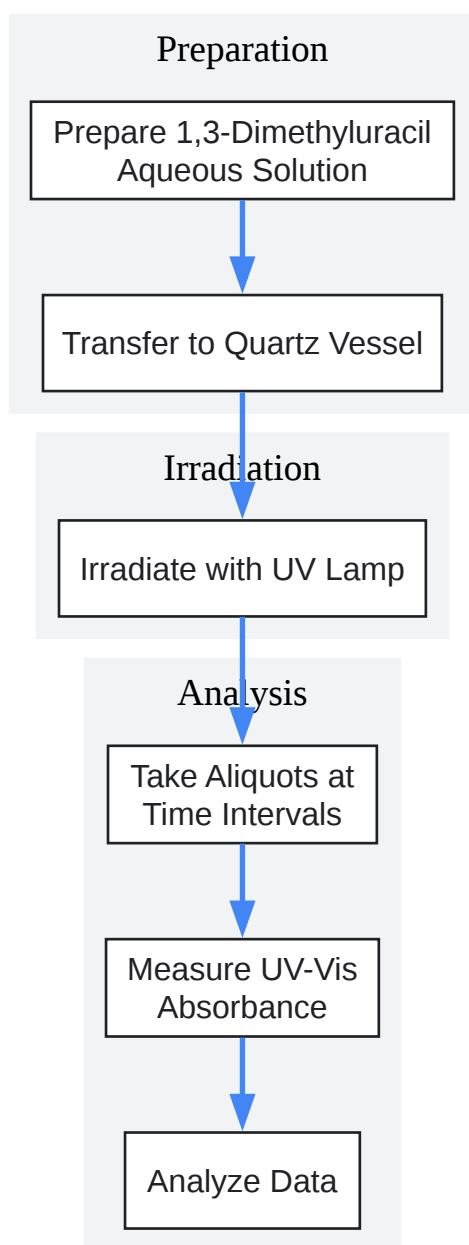 Preparation
Prepare 1,3-Dimethyluracil
Aqueous Solution
Transfer to Quartz Vessel
Irradiation
Irradiate with UV Lamp
Analysis
Take Aliquots at
Time Intervals
Measure UV-Vis
Absorbance
Analyze Data